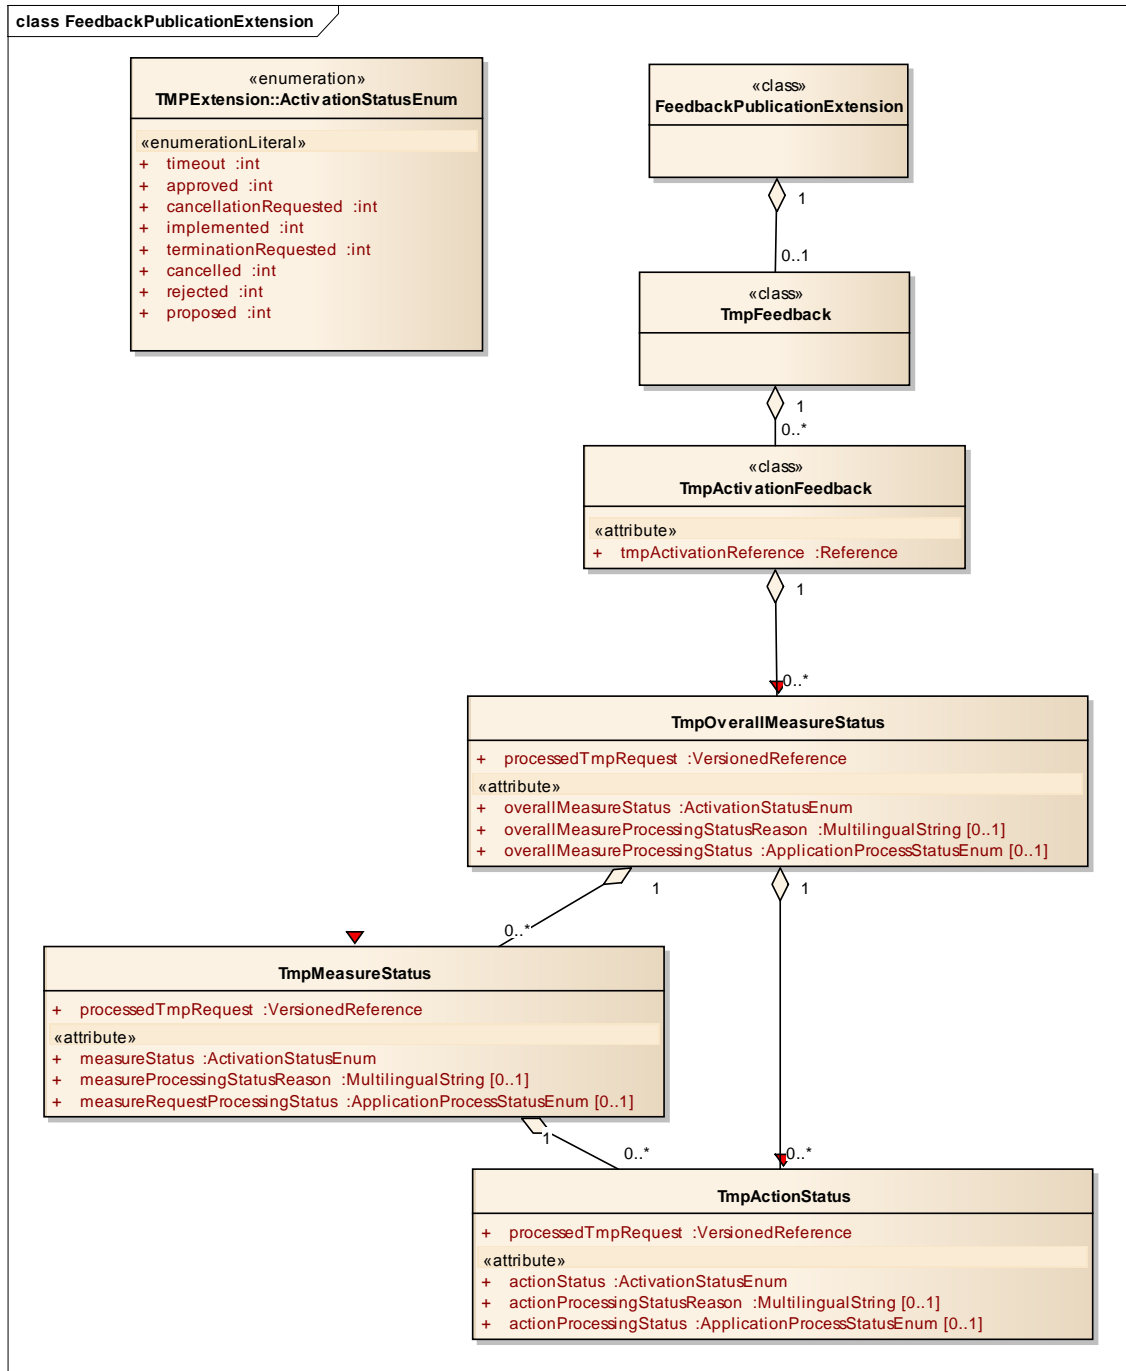 class FeedbackPublicationExtension
«enumeration»
TMPExtension::ActivationStatusEnum
«enumerationLiteral»
+ timeout :int
+ approved :int
+ cancellationRequested :int
+ implemented :int
+ terminationRequested :int
+ cancelled :int
+ rejected :int
+ proposed :int
«class»
FeedbackPublicationExtension
1
0..1
«class»
TmpFeedback
1
0..*
«class»
TmpActivationFeedback
«attribute»
+ tmpActivationReference :Reference
1
0..*
TmpOverallMeasureStatus
+ processedTmpRequest :VersionedReference
«attribute»
+ overallMeasureStatus :ActivationStatusEnum
+ overallMeasureProcessingStatusReason :MultilingualString [0..1]
+ overallMeasureProcessingStatus :ApplicationProcessStatusEnum [0..1]
1
1
0..*
TmpMeasureStatus
+ processedTmpRequest :VersionedReference
«attribute»
+ measureStatus :ActivationStatusEnum
+ measureProcessingStatusReason :MultilingualString [0..1]
+ measureRequestProcessingStatus :ApplicationProcessStatusEnum [0..1]
1
0..*
0..*
TmpActionStatus
+ processedTmpRequest :VersionedReference
«attribute»
+ actionStatus :ActivationStatusEnum
+ actionProcessingStatusReason :MultilingualString [0..1]
+ actionProcessingStatus :ApplicationProcessStatusEnum [0..1]